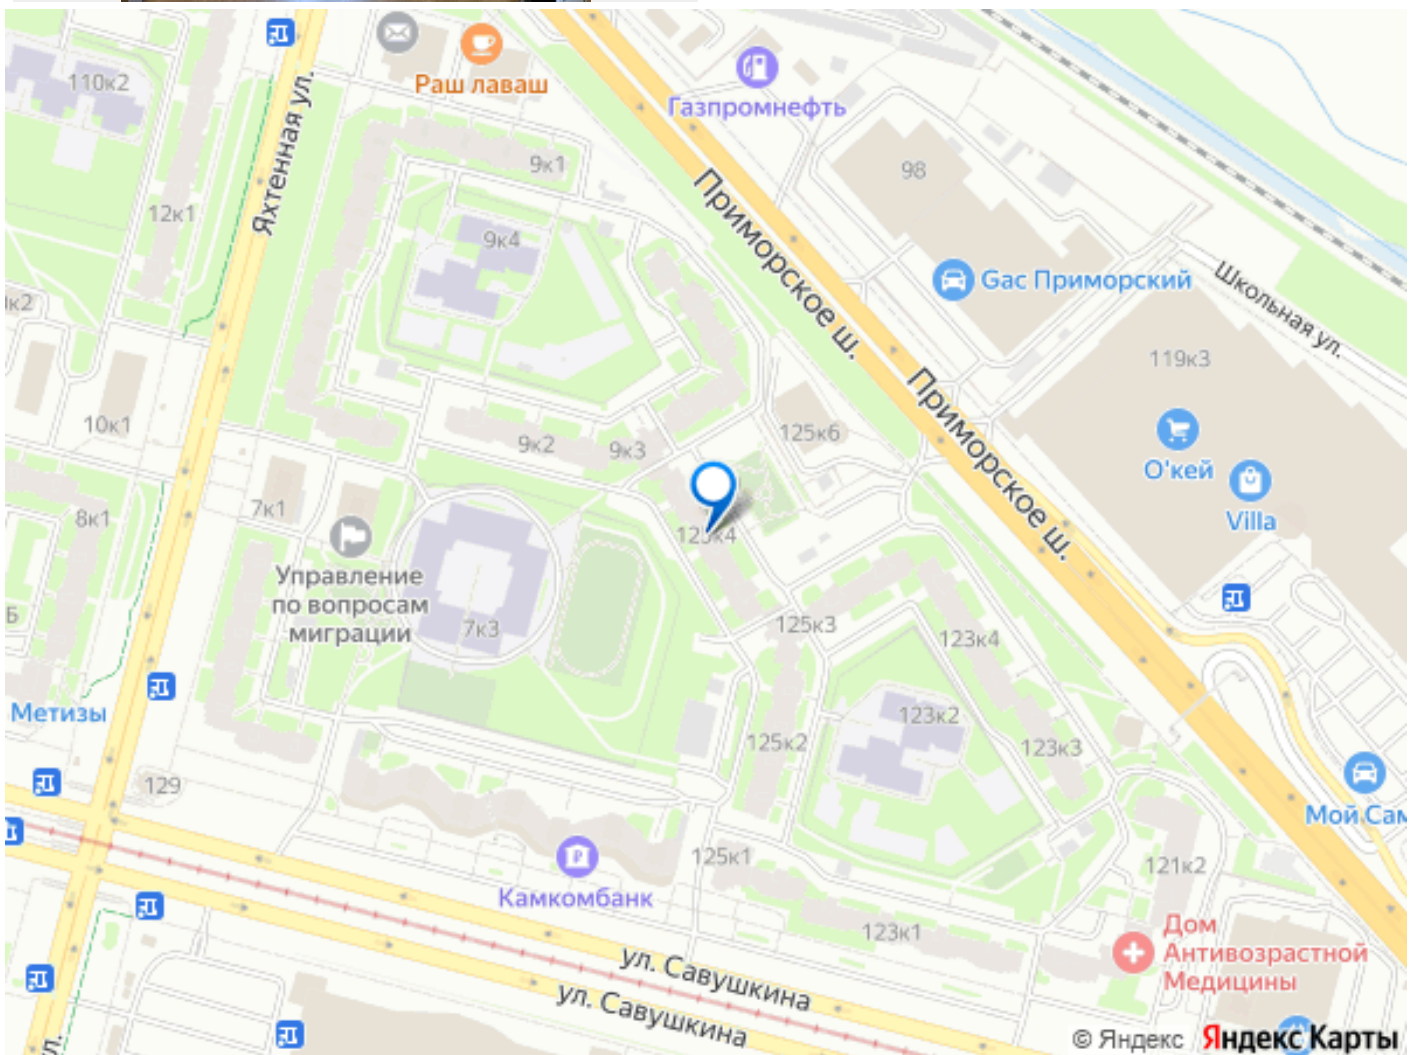 110к2
Яхтенная ул.
Раш лаваш
Газпромнефть
9к1
98
12к1
9к4
Приморское ш.
Gac Приморский
Школьная ул.
119к3
Приморское ш.
10к1
9к2
9к3
125к6
О'кей
Villa
8к1
7к1
Управление
по вопросам
миграции
7к3
125к3
123к4
Метизы
123к2
125к2
123к3
129
Мой Сам
125к1
121к2
Камкомбанк
123к1
Дом
Антивозрастной
Медицины
ул. Савушкина
ул. Савушкина
© Яндекс Яндекс Карты